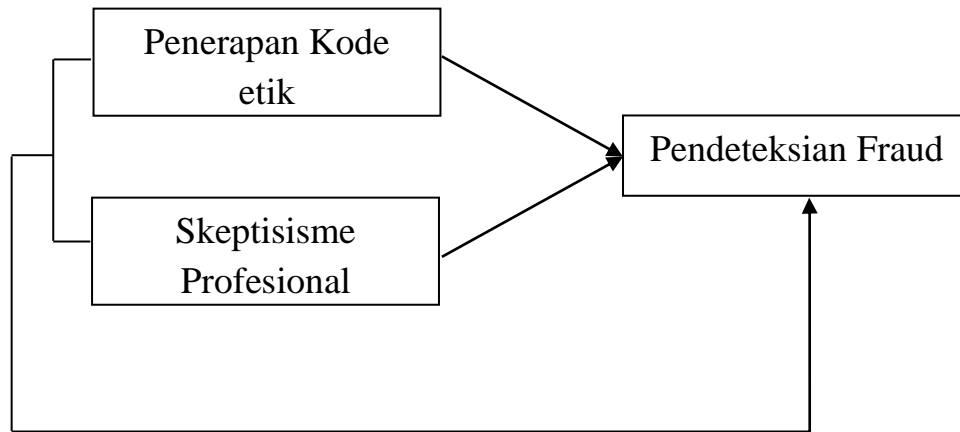 Penerapan Kode
etik
Pendeteksian Fraud
Skeptisisme
Profesional